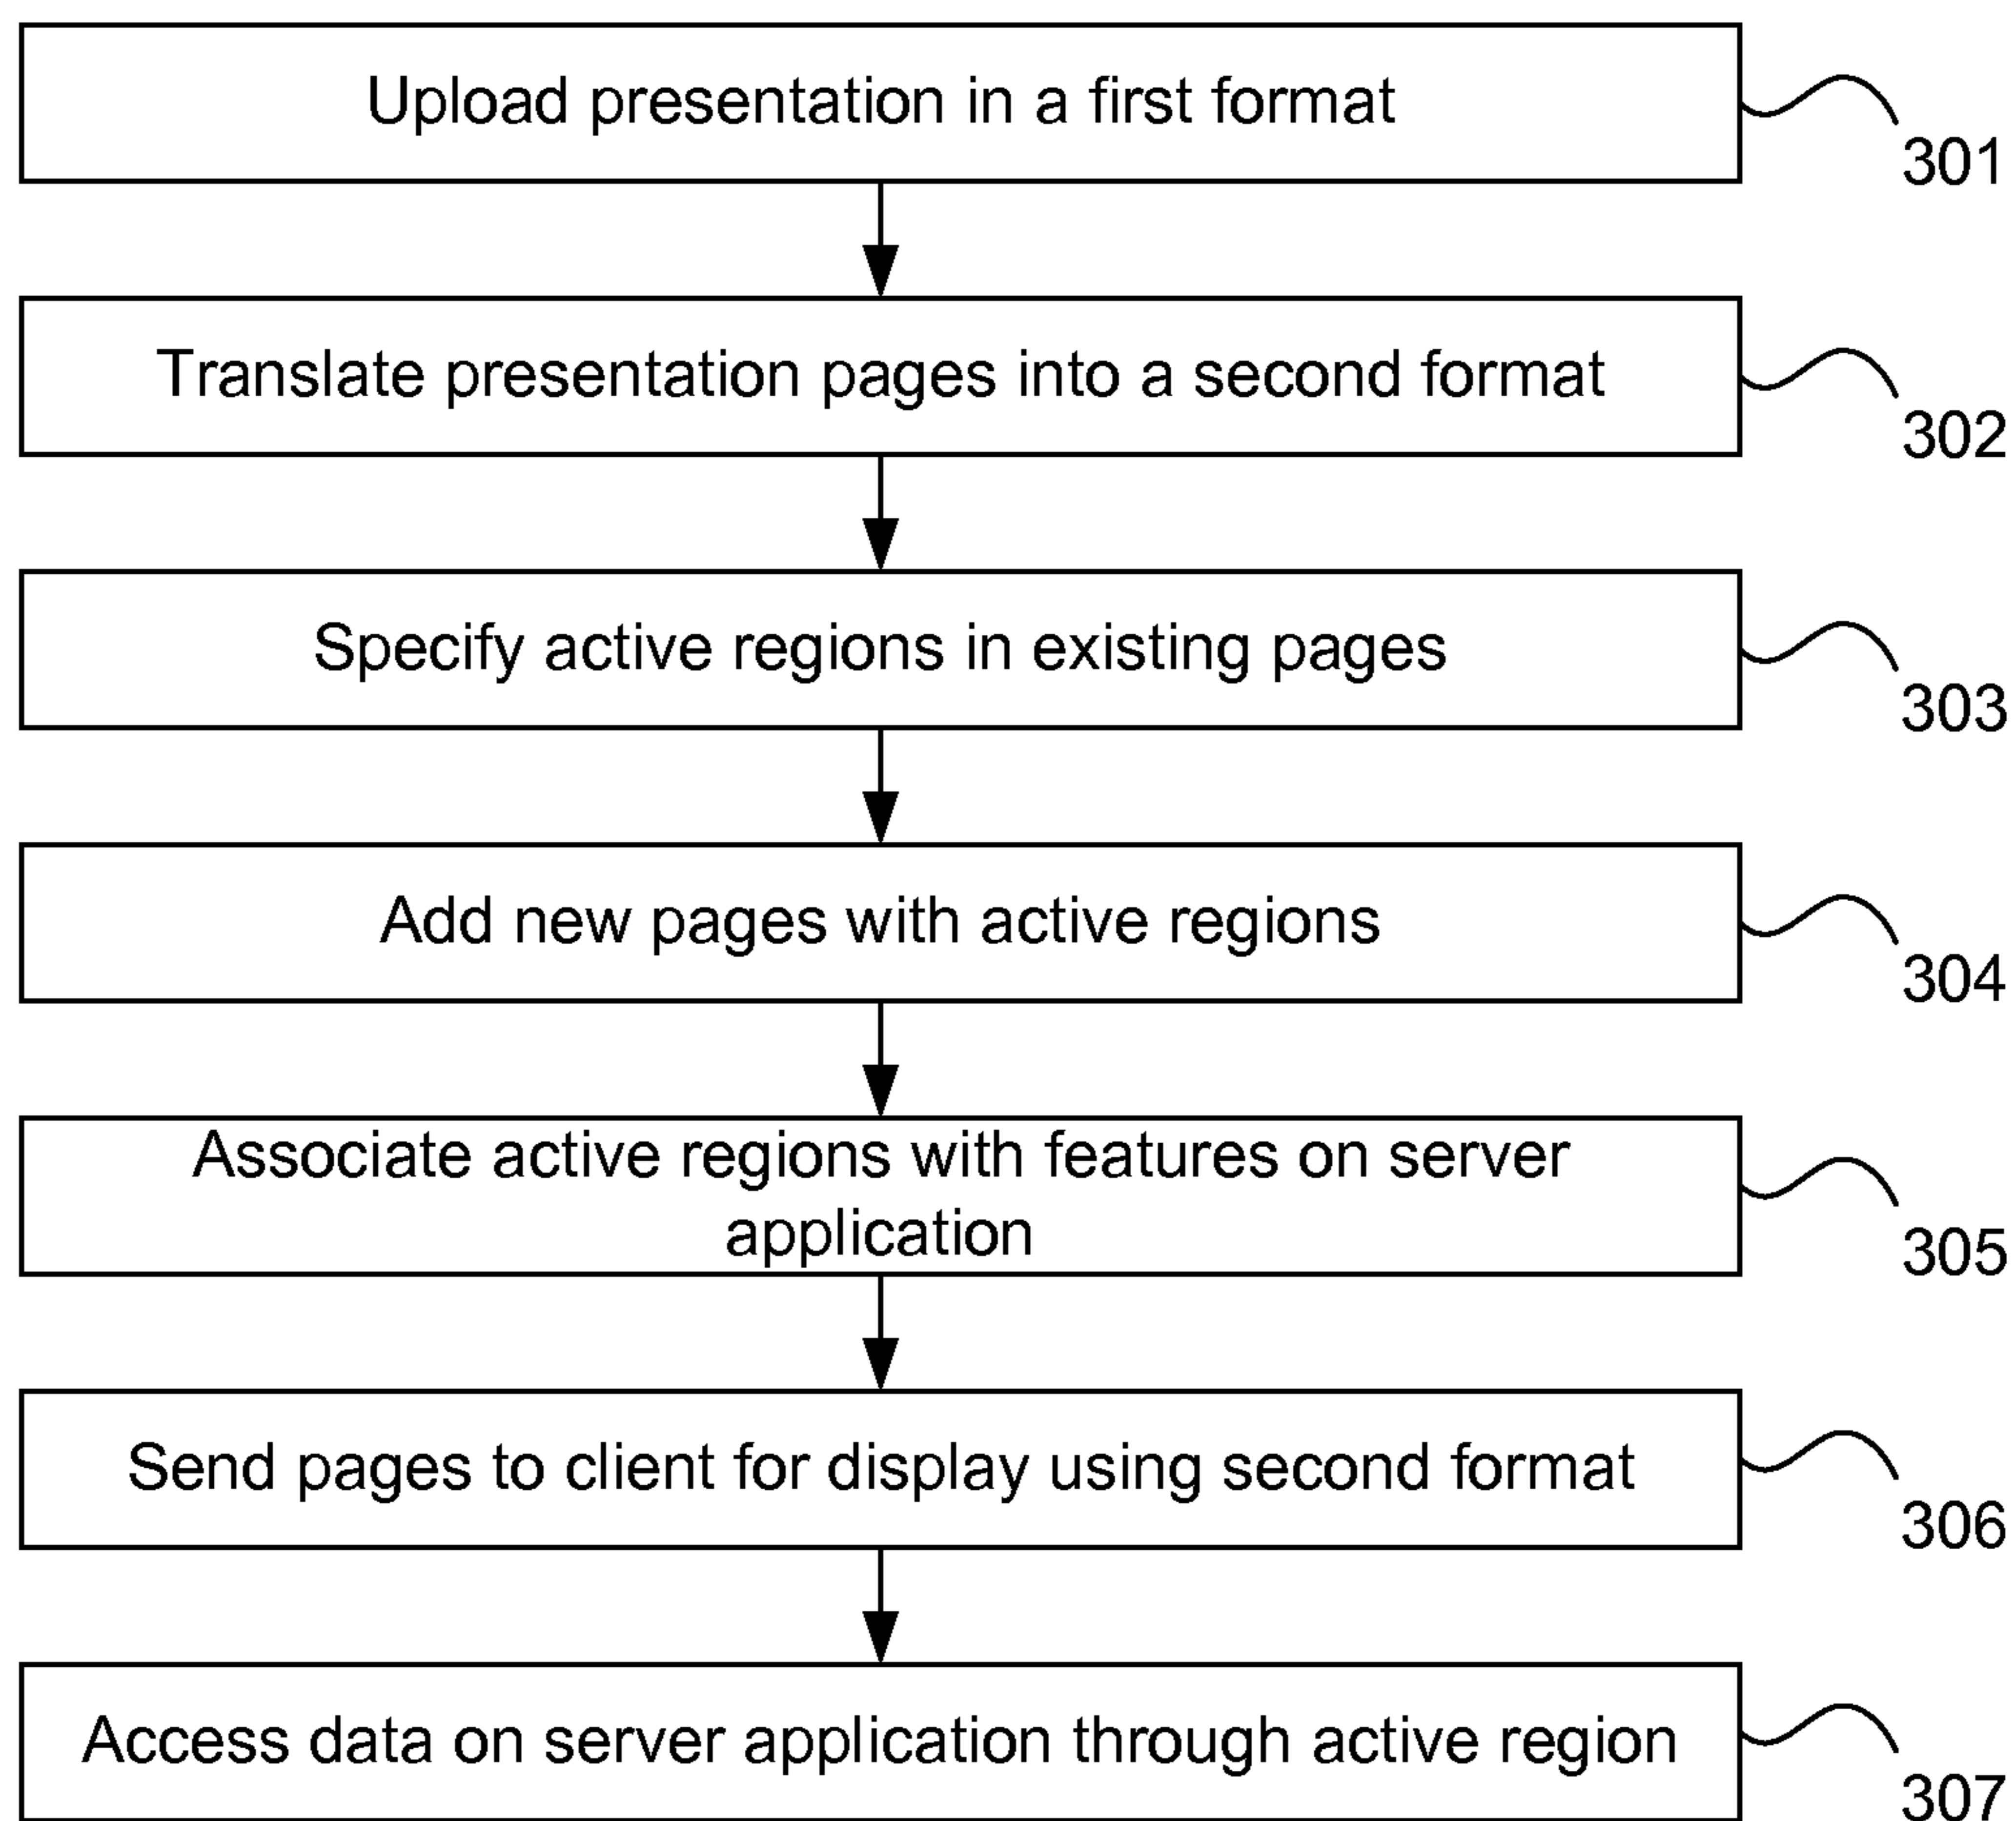 Upload presentation in a first format
301
Translate presentation pages into a second format
302
Specify active regions in existing pages
303
Add new pages with active regions
304
Associate active regions with features on server
application
305
Send pages to client for display using second format
306
Access data on server application through active region
307